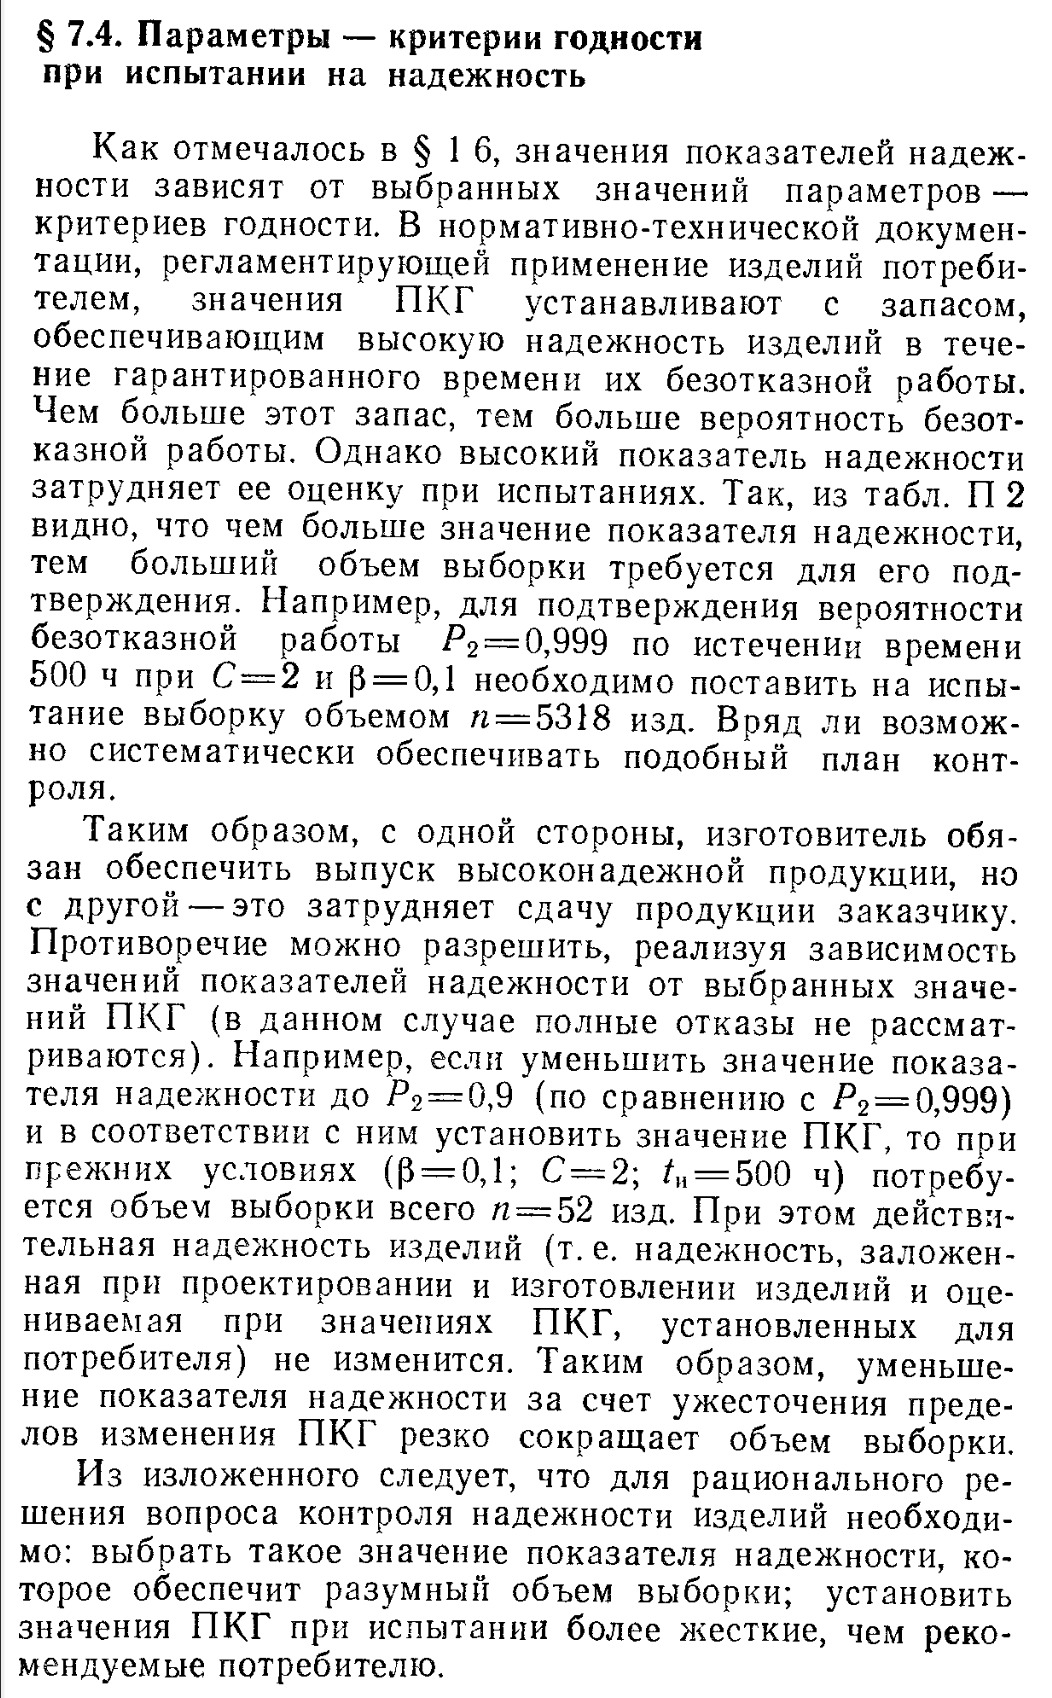 § 7.4. Параметры — критерии годности
при испытании на надежность
Как отмечалось в § 1 6, значения показателей надеж-
ности зависят от выбранных значений параметров —
критериев годности. В нормативно-технической докумен-
тации, регламентирующей применение изделий потреби-
телем, значения ПКГ устанавливают с запасом,
обеспечивающим высокую надежность изделий в тече-
ние гарантированного времени их безотказной работы.
Чем больше этот запас, тем больше вероятность безот-
казной работы. Однако высокий показатель надежности
затрудняет ее оценку при испытаниях. Так, из табл. П 2
видно, что чем больше значение показателя надежности,
тем больший объем выборки требуется для его под-
тверждения. Например, для подтверждения вероятности
безотказной работы P₂=0,999 по истечении времени
500 ч при C=2 и β=0,1 необходимо поставить на испы-
тание выборку объемом n=5318 изд. Вряд ли возмож-
но систематически обеспечивать подобный план конт-
роля.
Таким образом, с одной стороны, изготовитель обя-
зан обеспечить выпуск высоконадежной продукции, но
с другой — это затрудняет сдачу продукции заказчику.
Противоречие можно разрешить, реализуя зависимость
значений показателей надежности от выбранных значе-
ний ПКГ (в данном случае полные отказы не рассмат-
риваются). Например, если уменьшить значение показа-
теля надежности до P₂=0,9 (по сравнению с P₂=0,999)
и в соответствии с ним установить значение ПКГ, то при
прежних условиях (β=0,1; C=2; tи=500 ч) потребу-
ется объем выборки всего n=52 изд. При этом действи-
тельная надежность изделий (т. е. надежность, заложен-
ная при проектировании и изготовлении изделий и оце-
ниваемая при значениях ПКГ, установленных для
потребителя) не изменится. Таким образом, уменьше-
ние показателя надежности за счет ужесточения преде-
лов изменения ПКГ резко сокращает объем выборки.
Из изложенного следует, что для рационального ре-
шения вопроса контроля надежности изделий необходи-
мо: выбрать такое значение показателя надежности, ко-
торое обеспечит разумный объем выборки; установить
значения ПКГ при испытании более жесткие, чем реко-
мендуемые потребителю.